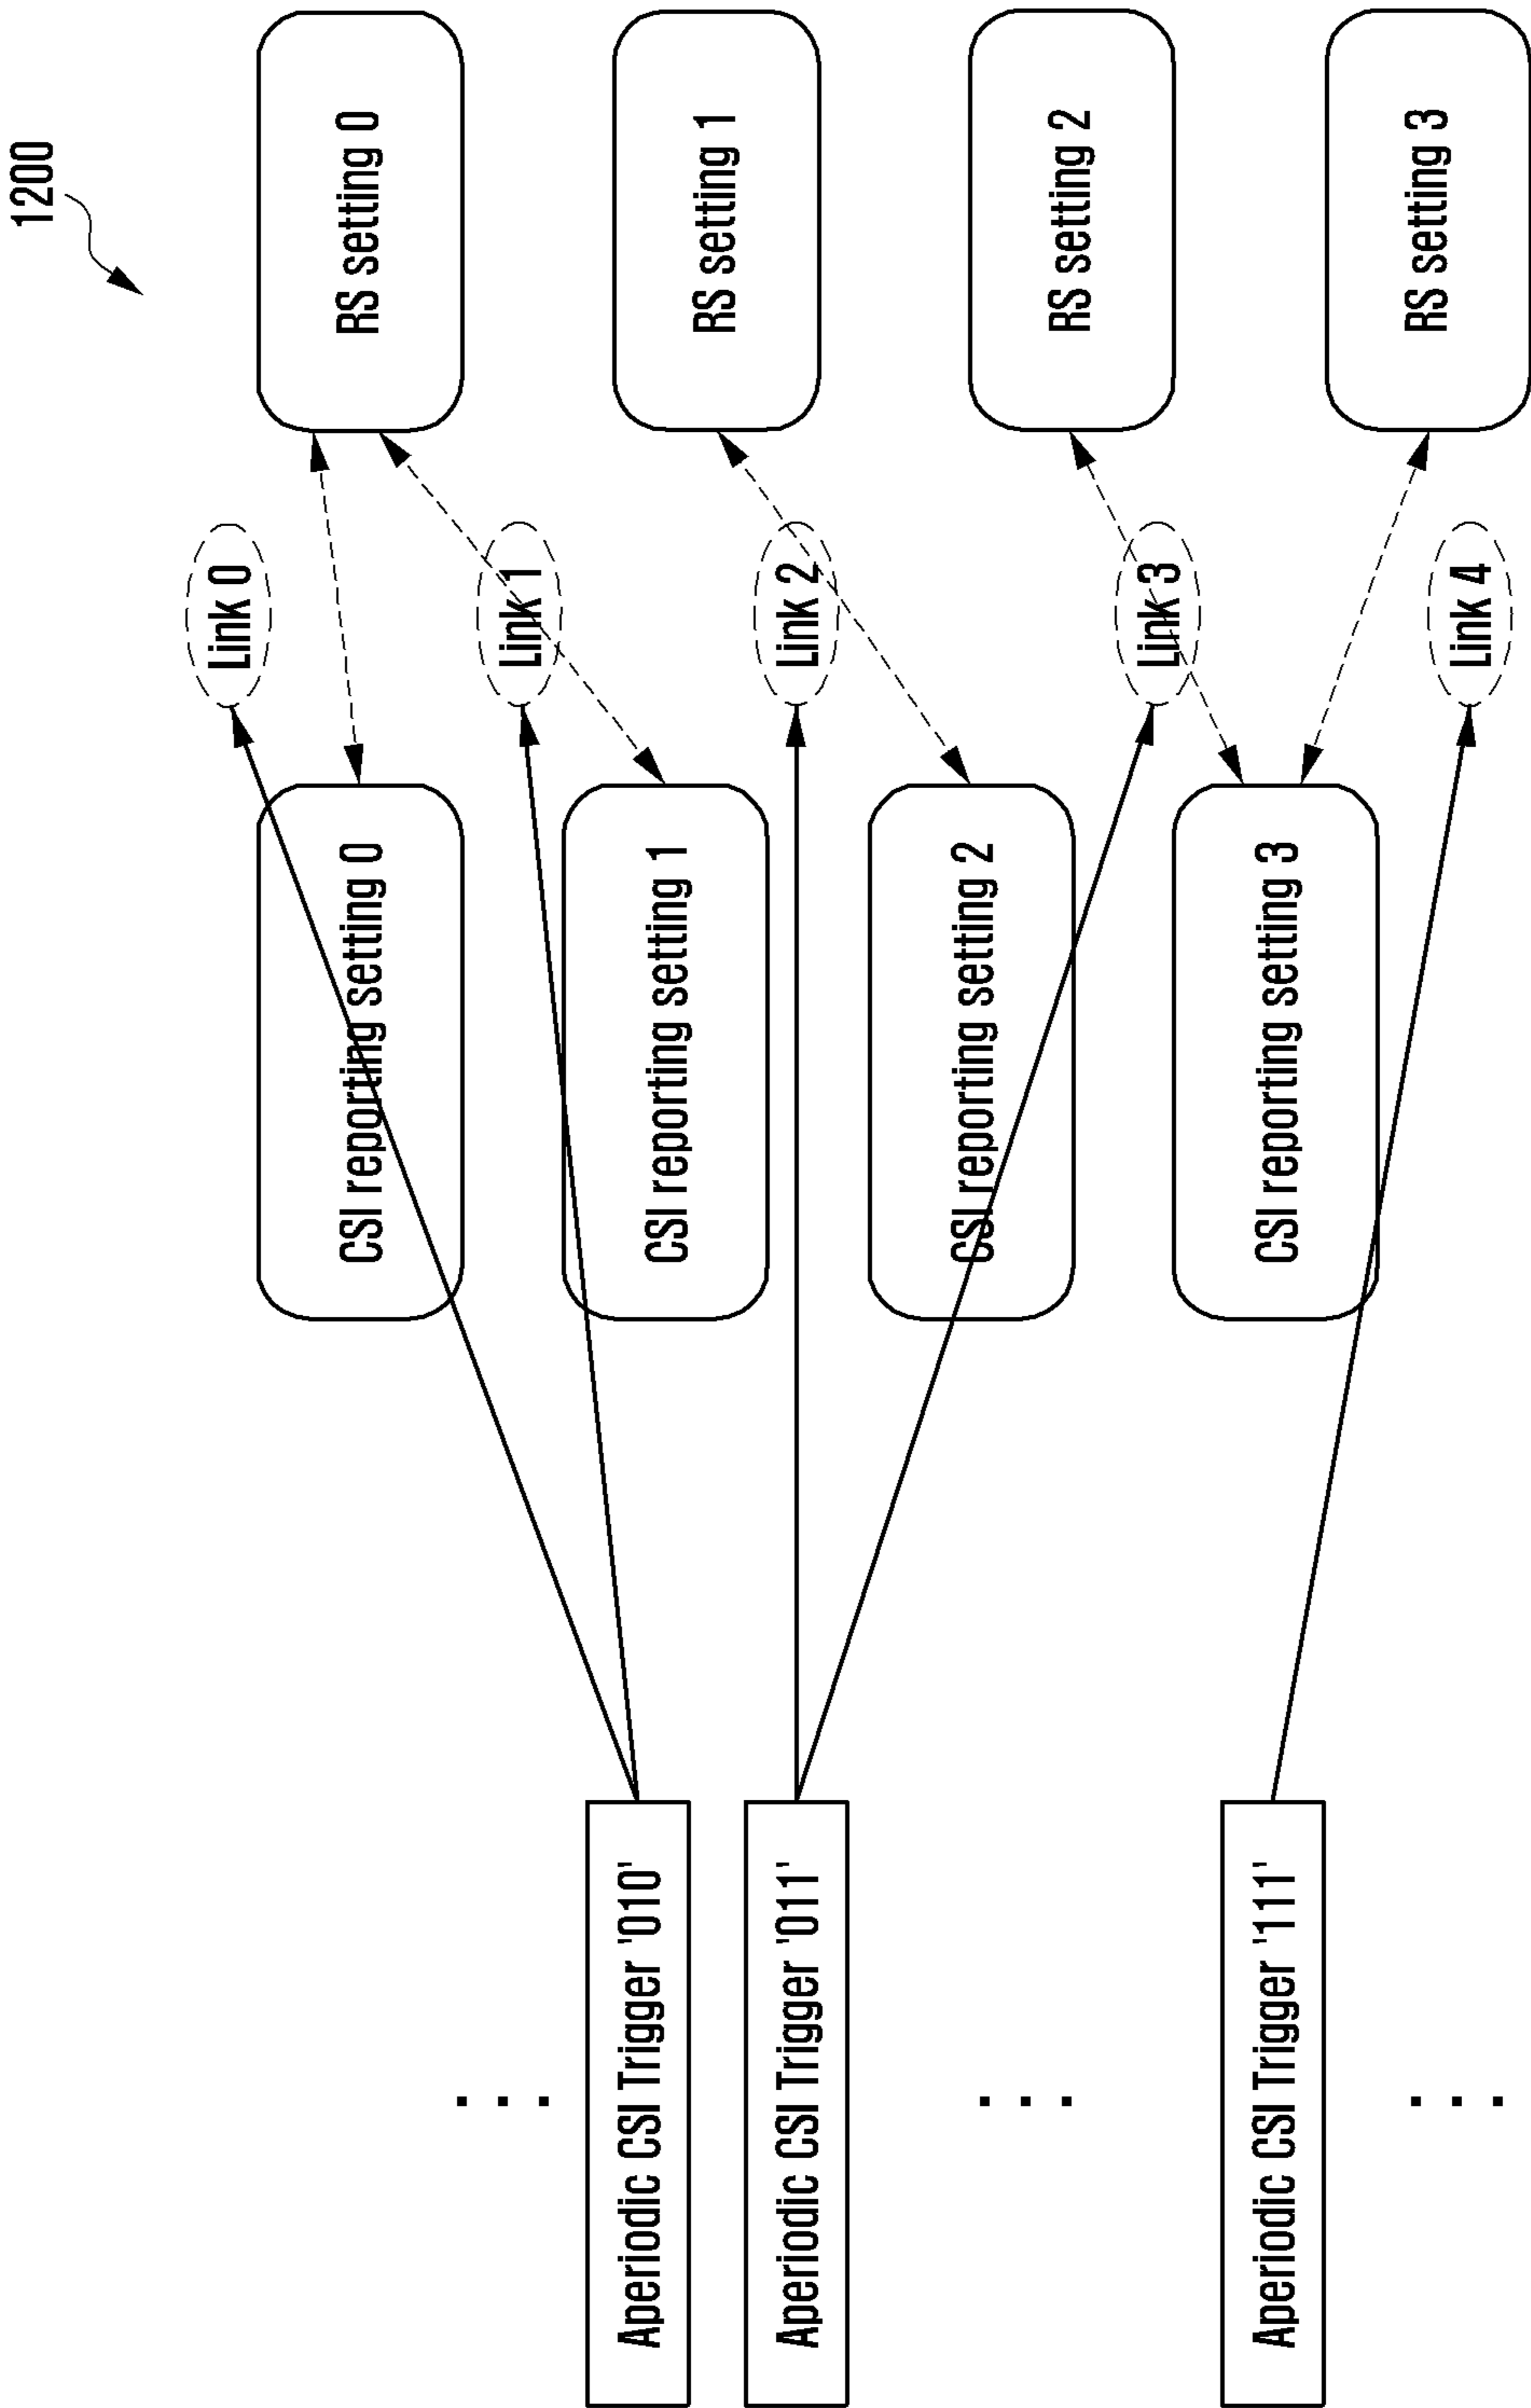 1200
RS setting 0
RS setting 1
RS setting 2
RS setting 3
Link 0
Link 1
Link 2
Link 3
Link 4
CSI reporting setting 0
CSI reporting setting 1
CSI reporting setting 2
CSI reporting setting 3
Aperiodic CSI Trigger '010'
Aperiodic CSI Trigger '011'
Aperiodic CSI Trigger '111'